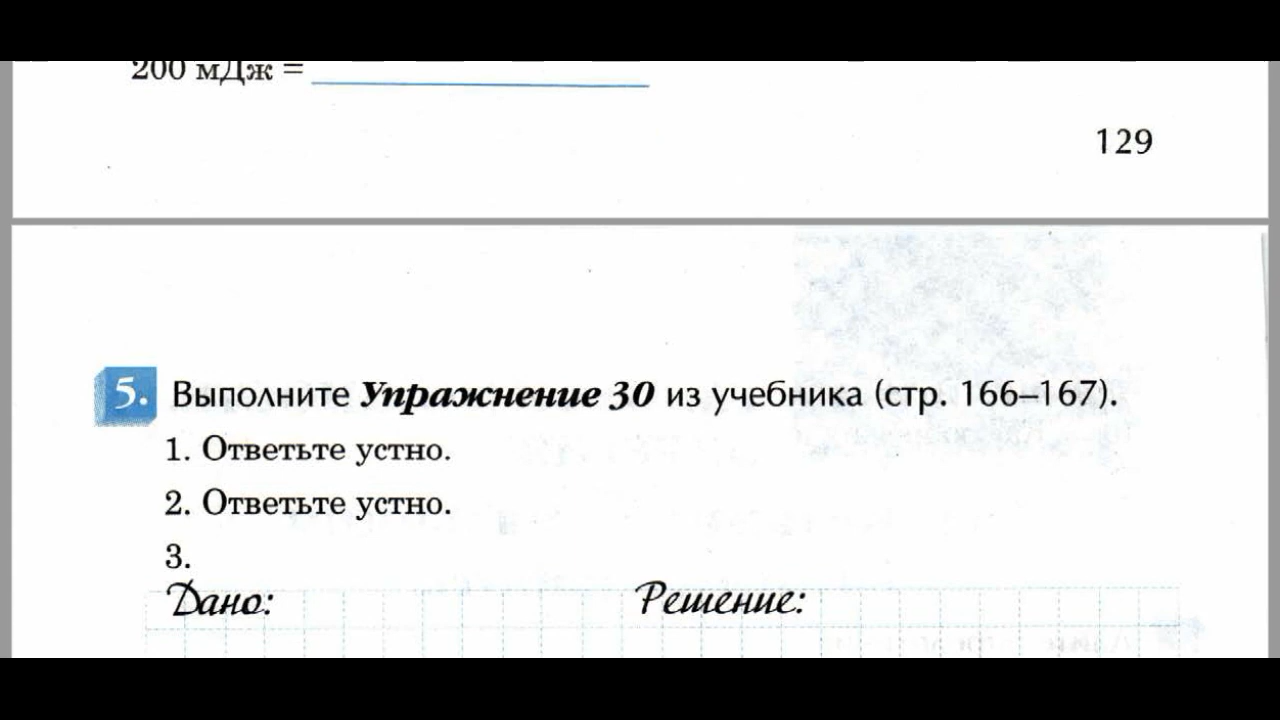 200 мДж =
129
5. Выполните Упражнение 30 из учебника (стр. 166–167).
1. Ответьте устно.
2. Ответьте устно.
3.
Дано: Решение: